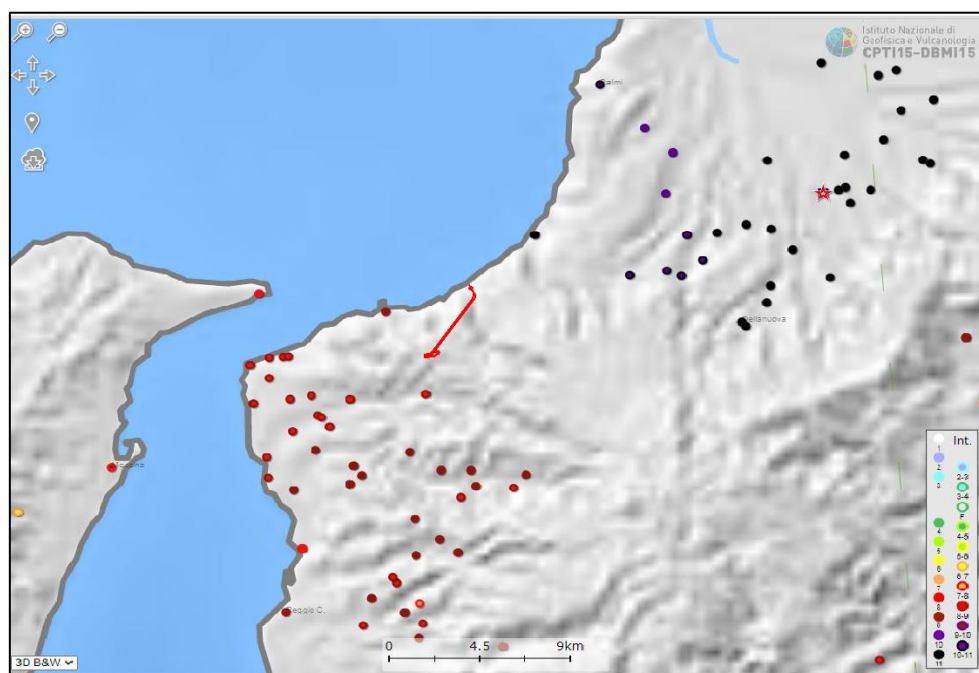 Istituto Nazionale di
Geofisica e Vulcanologia
CPTI15-DBMI15
Palmi
Dellanuova
Messina
Reggio C.
0 4.5 9km
3D B&W
Int.
1
2
2-3
3
3-4
F
4
4-5
5
5-6
6
6-7
7
7-8
8
8-9
9
9-10
10
10-11
11